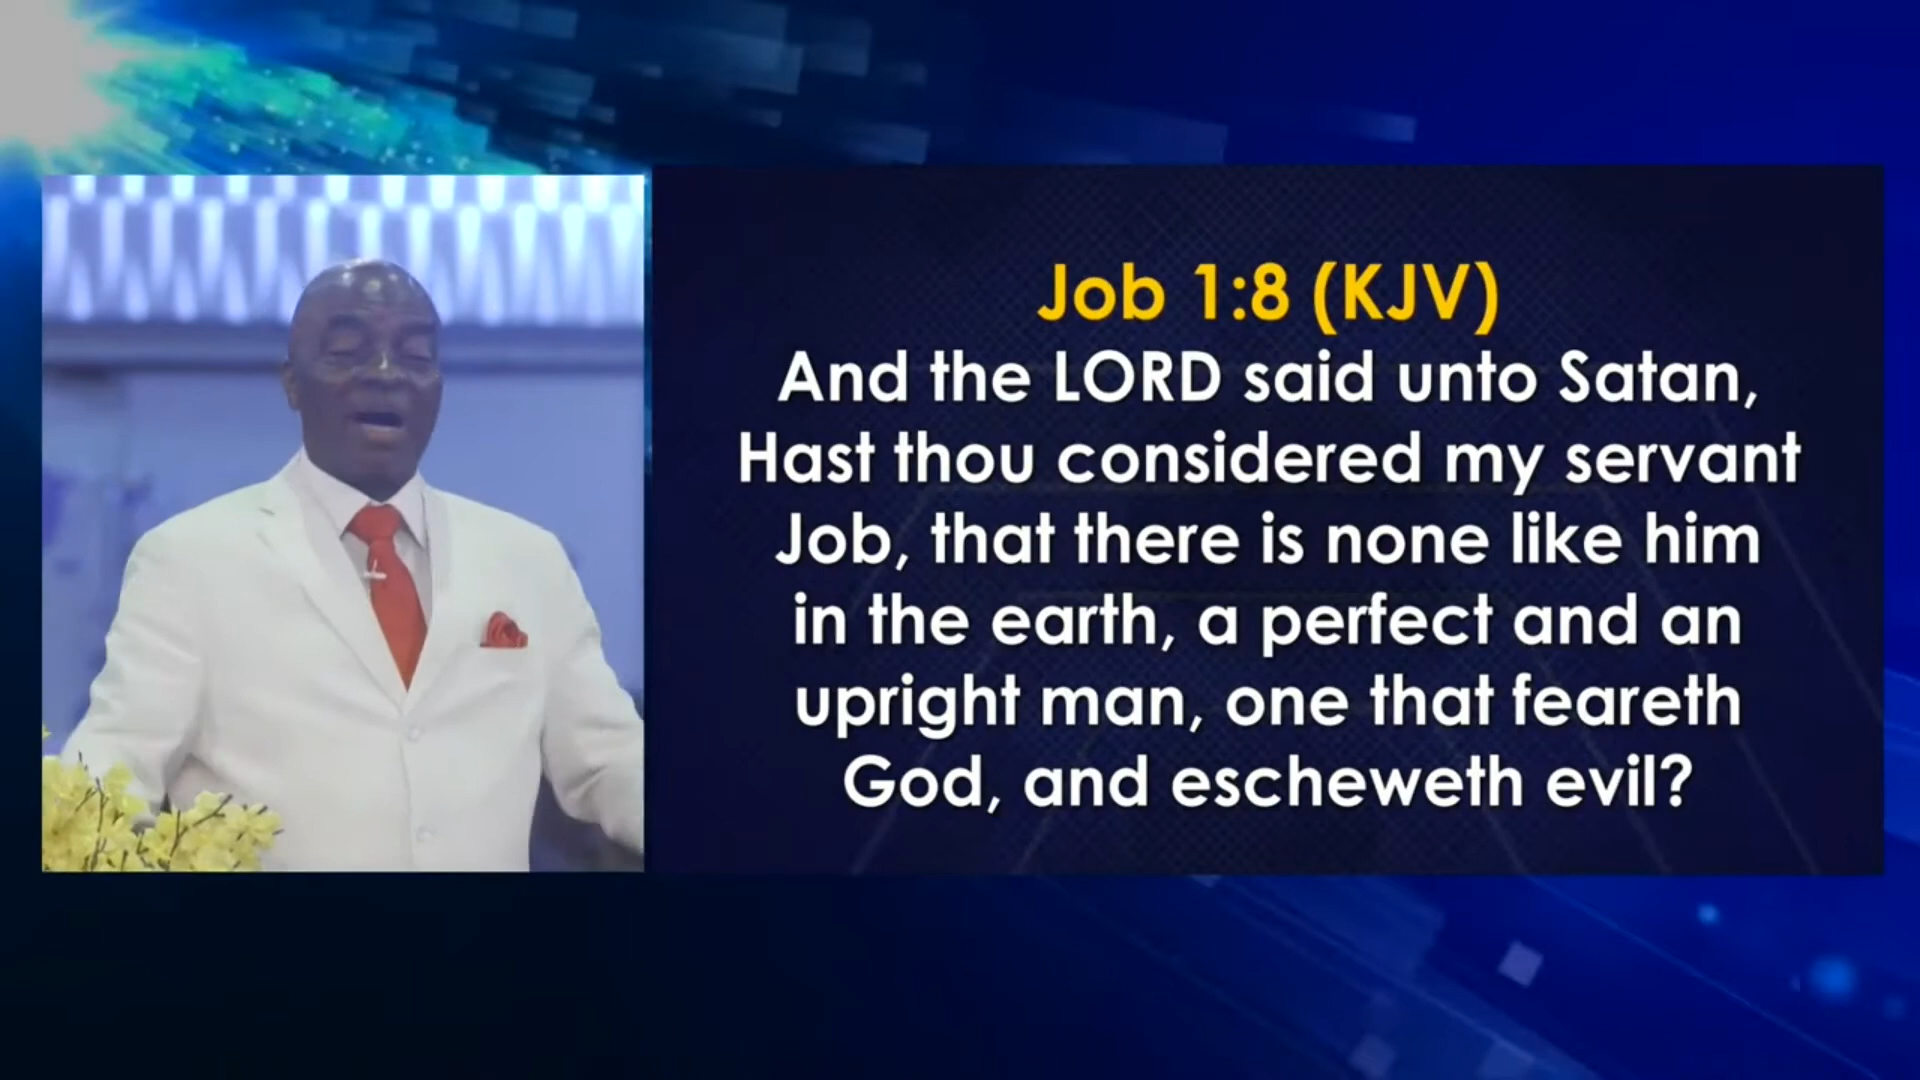 Job 1:8 (KJV)
And the LORD said unto Satan,
Hast thou considered my servant
Job, that there is none like him
in the earth, a perfect and an
upright man, one that feareth
God, and escheweth evil?